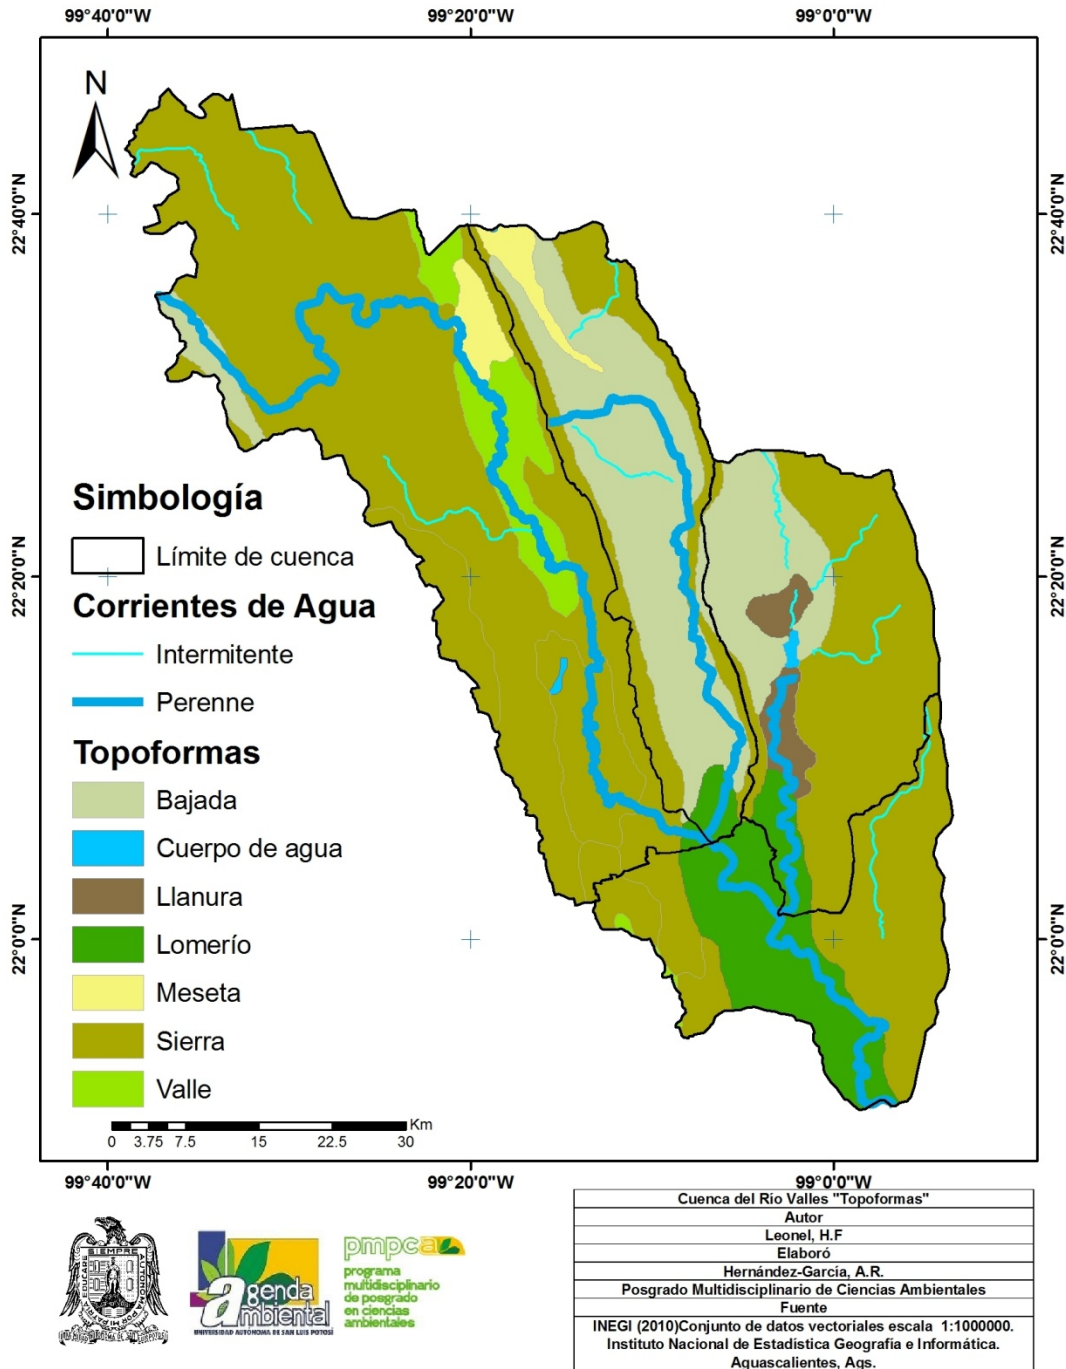 99°40'0"W 99°20'0"W 99°0'0"W
N
22°40'0"N 22°40'0"N
Simbología
Límite de cuenca
22°20'0"N 22°20'0"N
Corrientes de Agua
Intermitente
Perenne
Topoformas
Bajada
Cuerpo de agua
Llanura
22°0'0"N 22°0'0"N
Lomerío
Meseta
Sierra
Valle
Km
0 3.75 7.5 15 22.5 30
99°40'0"W 99°20'0"W 99°0'0"W
SIEMPRE AUTONOMA
agenda
ambiental
UNIVERSIDAD AUTÓNOMA DE SAN LUIS POTOSÍ
pmpca
programa
multidisciplinario
de posgrado
en ciencias
ambientales
Cuenca del Río Valles "Topoformas"
Autor
Leonel, H.F
Elaboró
Hernández-García, A.R.
Posgrado Multidisciplinario de Ciencias Ambientales
Fuente
INEGI (2010)Conjunto de datos vectoriales escala 1:1000000.
Instituto Nacional de Estadística Geografía e Informática.
Aguascalientes, Ags.